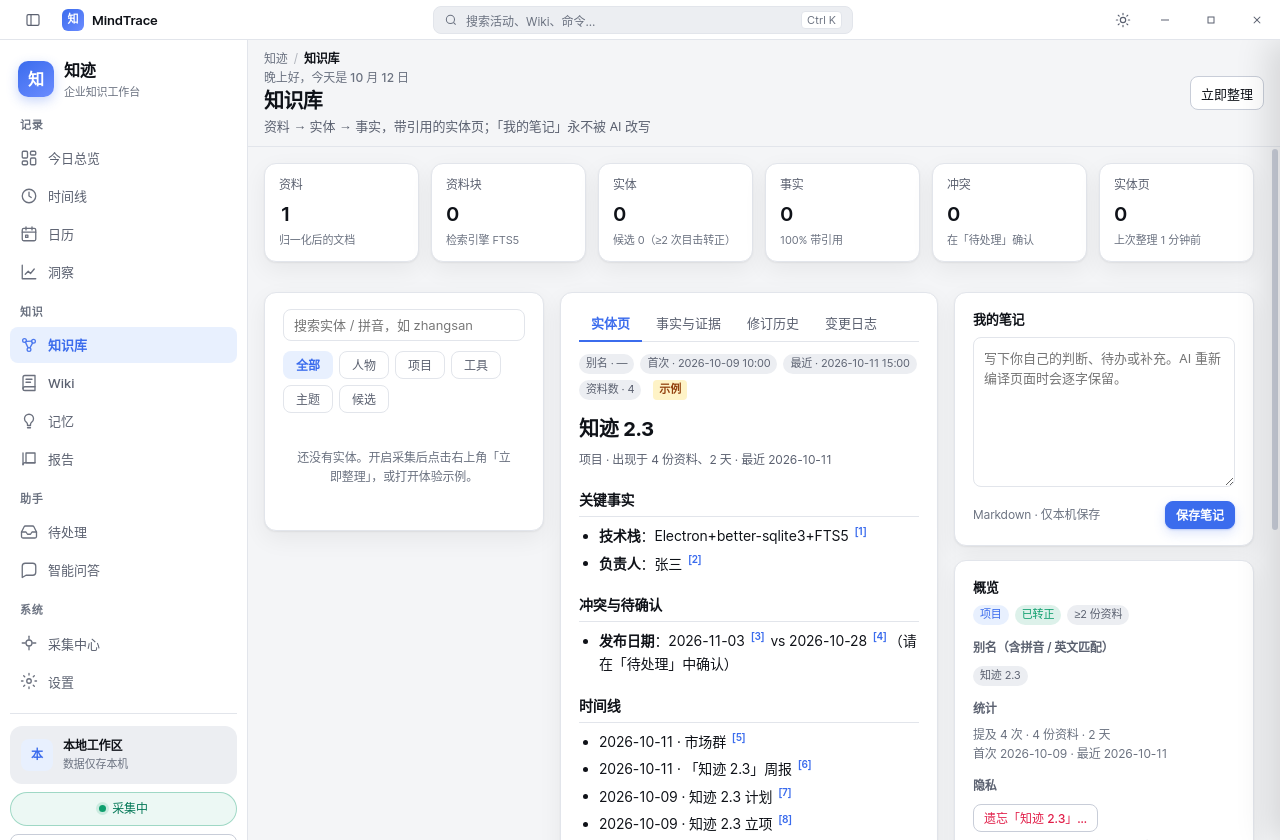 知 MindTrace
搜索活动、Wiki、命令... Ctrl K
知 知迹
企业知识工作台
记录
今日总览
时间线
日历
洞察
知识
知识库
Wiki
记忆
报告
助手
待处理
智能问答
系统
采集中心
设置
本 本地工作区
数据仅存本机
采集中
知迹 / 知识库
晚上好，今天是 10 月 12 日
知识库
资料 → 实体 → 事实，带引用的实体页；「我的笔记」永不被 AI 改写
立即整理
资料
1
归一化后的文档
资料块
0
检索引擎 FTS5
实体
0
候选 0（≥2 次目击转正）
事实
0
100% 带引用
冲突
0
在「待处理」确认
实体页
0
上次整理 1 分钟前
搜索实体 / 拼音，如 zhangsan
全部 人物 项目 工具
主题 候选
还没有实体。开启采集后点击右上角「立
即整理」，或打开体验示例。
实体页 事实与证据 修订历史 变更日志
别名 · — 首次 · 2026-10-09 10:00 最近 · 2026-10-11 15:00
资料数 · 4 示例
知迹 2.3
项目 · 出现于 4 份资料、2 天 · 最近 2026-10-11
关键事实
技术栈：Electron+better-sqlite3+FTS5 [1]
负责人：张三 [2]
冲突与待确认
发布日期：2026-11-03 [3] vs 2026-10-28 [4] （请
在「待处理」中确认）
时间线
2026-10-11 · 市场群 [5]
2026-10-11 · 「知迹 2.3」周报 [6]
2026-10-09 · 知迹 2.3 计划 [7]
2026-10-09 · 知迹 2.3 立项 [8]
我的笔记
写下你自己的判断、待办或补充。AI 重新
编译页面时会逐字保留。
Markdown · 仅本机保存 保存笔记
概览
项目 已转正 ≥2 份资料
别名（含拼音 / 英文匹配）
知迹 2.3
统计
提及 4 次 · 4 份资料 · 2 天
首次 2026-10-09 · 最近 2026-10-11
隐私
遗忘「知迹 2.3」...